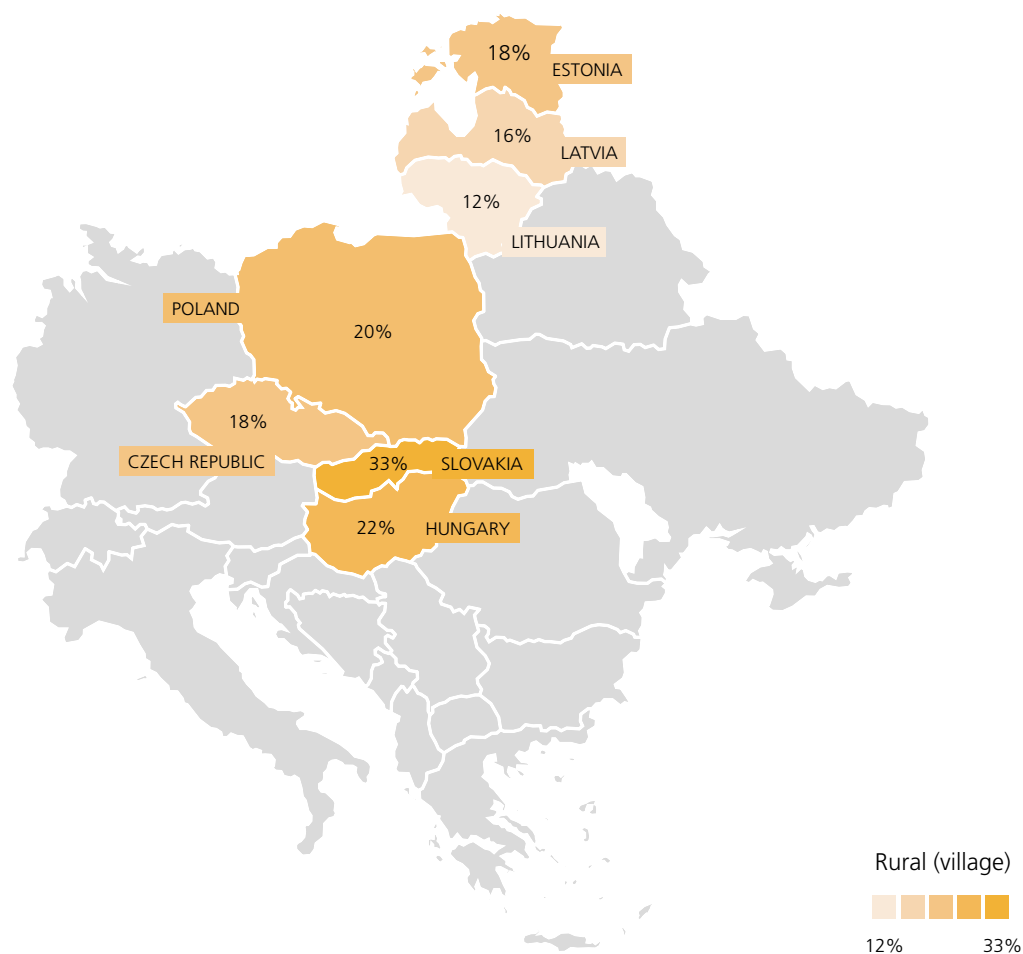 18%
ESTONIA
16%
LATVIA
12%
LITHUANIA
POLAND
20%
18%
CZECH REPUBLIC
33%
SLOVAKIA
22%
HUNGARY
Rural (village)
12%
33%